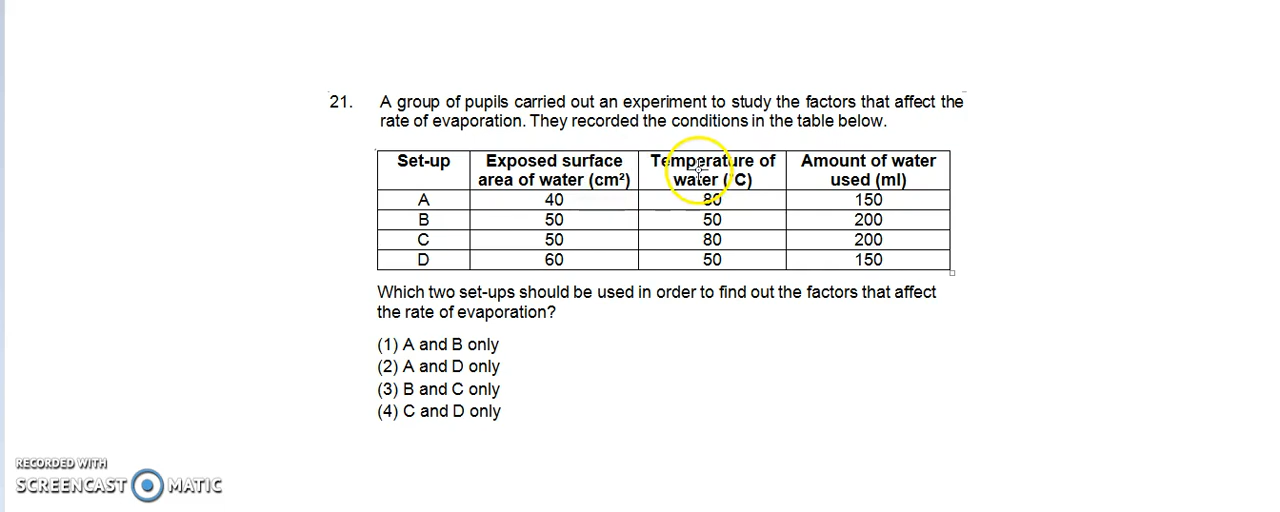 21. A group of pupils carried out an experiment to study the factors that affect the
rate of evaporation. They recorded the conditions in the table below.
Set-up Exposed surface area of water (cm²) Temperature of water (°C) Amount of water used (ml)
A 40 80 150
B 50 50 200
C 50 80 200
D 60 50 150
Which two set-ups should be used in order to find out the factors that affect
the rate of evaporation?
(1) A and B only
(2) A and D only
(3) B and C only
(4) C and D only
RECORDED WITH
SCREENCAST MATIC